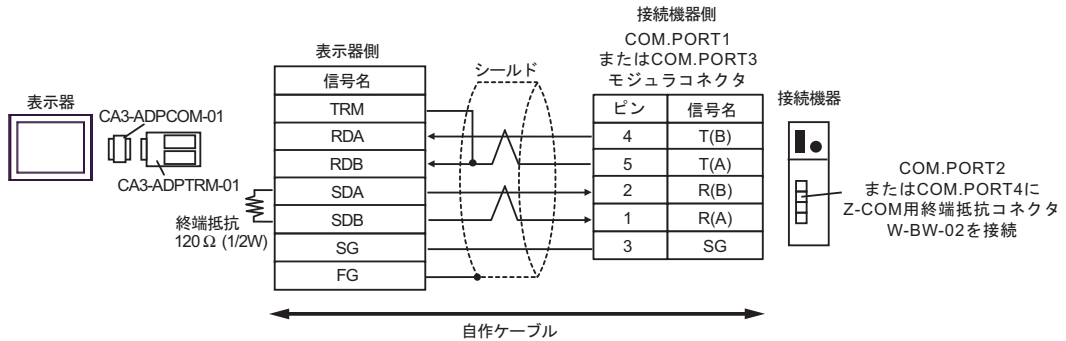 表示器
CA3-ADPCOM-01
CA3-ADPTRM-01
終端抵抗
120Ω (1/2W)
表示器側
信号名
TRM
RDA
RDB
SDA
SDB
SG
FG
シールド
接続機器側
COM.PORT1
またはCOM.PORT3
モジュラコネクタ
ピン 信号名
4 T(B)
5 T(A)
2 R(B)
1 R(A)
3 SG
接続機器
COM.PORT2
またはCOM.PORT4に
Z-COM用終端抵抗コネクタ
W-BW-02を接続
自作ケーブル